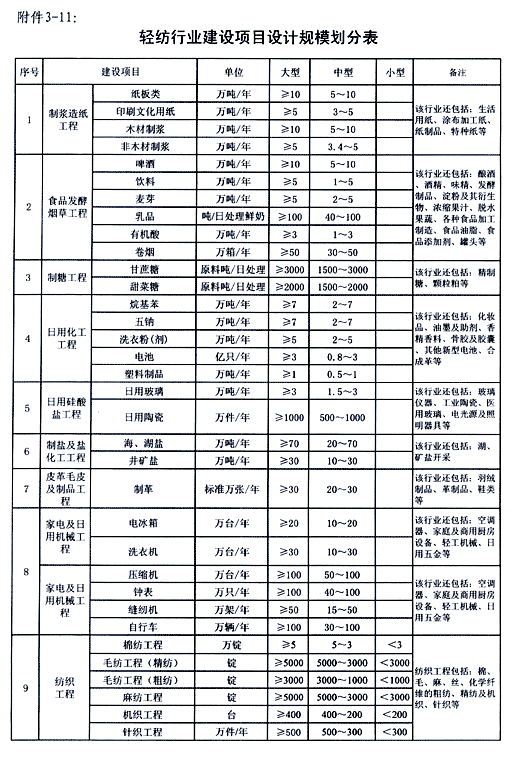 附件3-11:
轻纺行业建设项目设计规模划分表
序号 建设项目 单位 大型 中型 小型 备注
1 制浆造纸工程 纸板类 万吨/年 ≥10 5～10 该行业还包括：生活用纸、涂布加工纸、纸制品、特种纸等
印刷文化用纸 万吨/年 ≥5 3～5
木材制浆 万吨/年 ≥10 5～10
非木材制浆 万吨/年 ≥5 3.4～5
2 食品发酵烟草工程 啤酒 万吨/年 ≥10 5～10 该行业还包括：酿酒、酒精、味精、发酵制品、淀粉及其衍生物、浓缩果汁、脱水果蔬、各种食品加工制造、食品油脂、食品添加剂、罐头等
饮料 万吨/年 ≥5 1～5
麦芽 万吨/年 ≥5 2～5
乳品 吨/日处理鲜奶 ≥100 40～100
有机酸 万吨/年 ≥3 1～3
卷烟 万箱/年 ≥50 30～50
3 制糖工程 甘蔗糖 原料吨/日处理 ≥3000 1500～3000 该行业还包括：精制糖、颗粒粕等
甜菜糖 原料吨/日处理 ≥2000 1500～2000
4 日用化工工程 烷基苯 万吨/年 ≥7 2～7 该行业还包括：化妆品、油墨及助剂、香精香料、骨胶及胶囊、其他新型电池、合成革等
五钠 万吨/年 ≥7 2～7
洗衣粉(剂) 万吨/年 ≥5 2～5
电池 亿只/年 ≥3 0.8～3
塑料制品 万吨/年 ≥1 0.5～1
5 日用硅酸盐工程 日用玻璃 万吨/年 ≥3 1.5～3 该行业还包括：玻璃仪器、工业陶瓷、医用玻璃、电光源及照明器具等
日用陶瓷 万件/年 ≥1000 500～1000
6 制盐及盐化工工程 海、湖盐 万吨/年 ≥70 20～70 该行业还包括：湖、矿盐开采
井矿盐 万吨/年 ≥30 10～30
7 皮革毛皮及制品工程 制革 标准万张/年 ≥30 20～30 该行业还包括：羽绒制品、革制品、鞋类等
8 家电及日用机械工程 电冰箱 万台/年 ≥20 10～20 该行业还包括：空调器、家庭及商用厨房设备、轻工机械、日用五金等
洗衣机 万台/年 ≥30 10～30
家电及日用机械工程 压缩机 万台/年 ≥100 50～100 该行业还包括：空调器、家庭及商用厨房设备、轻工机械、日用五金等
钟表 万只/年 ≥100 40～100
缝纫机 万架/年 ≥50 15～50
自行车 万辆/年 ≥100 30～100
9 纺织工程 棉纺工程 万锭 ≥5 5～3 <3 纺织工程包括：棉、毛、麻、丝、化学纤维的粗纺、精纺及机织、针织等
毛纺工程（精纺） 锭 ≥5000 5000～3000 <3000
毛纺工程（粗纺） 锭 ≥3000 3000～1000 <1000
麻纺工程 锭 ≥5000 5000～3000 <3000
机织工程 台 ≥400 400～200 <200
针织工程 万件/年 ≥500 500～300 <300